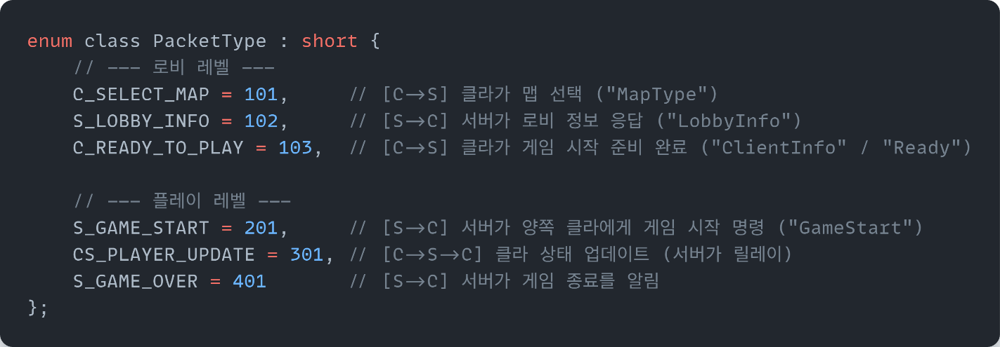 enum class PacketType : short {
    // --- 로비 레벨 ---
    C_SELECT_MAP = 101,     // [C->S] 클라가 맵 선택 ("MapType")
    S_LOBBY_INFO = 102,     // [S->C] 서버가 로비 정보 응답 ("LobbyInfo")
    C_READY_TO_PLAY = 103,  // [C->S] 클라가 게임 시작 준비 완료 ("ClientInfo" / "Ready")
    // --- 플레이 레벨 ---
    S_GAME_START = 201,     // [S->C] 서버가 양쪽 클라에게 게임 시작 명령 ("GameStart")
    CS_PLAYER_UPDATE = 301, // [C->S->C] 클라 상태 업데이트 (서버가 릴레이)
    S_GAME_OVER = 401       // [S->C] 서버가 게임 종료를 알림
};